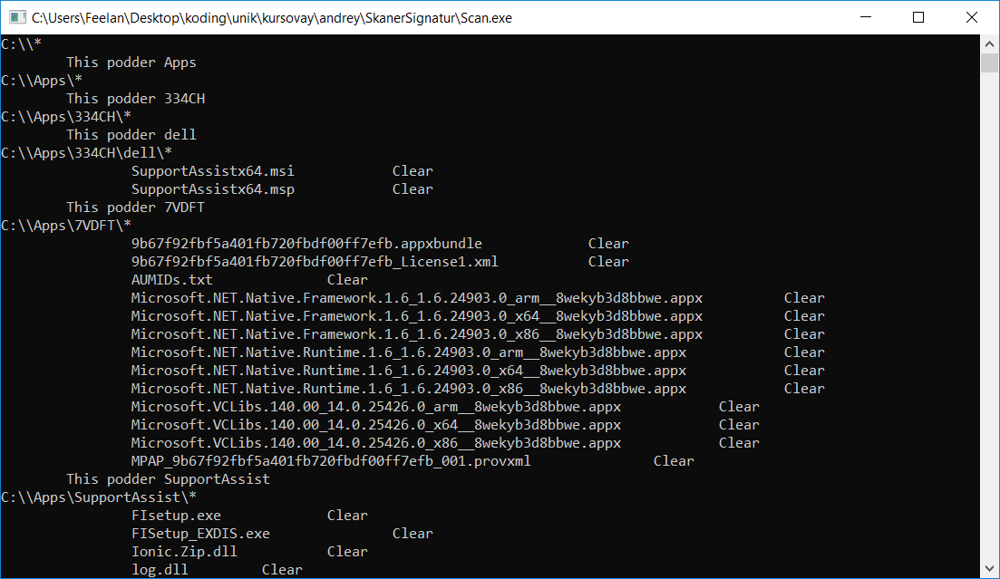 C:\Users\Feelan\Desktop\koding\unik\kursovay\andrey\SkanerSignatur\Scan.exe
C:\\*
This podder Apps
C:\\Apps\*
This podder 334CH
C:\\Apps\334CH\*
This podder dell
C:\\Apps\334CH\dell\*
SupportAssistx64.msi Clear
SupportAssistx64.msp Clear
This podder 7VDFT
C:\\Apps\7VDFT\*
9b67f92fbf5a401fb720fbdf00ff7efb.appxbundle Clear
9b67f92fbf5a401fb720fbdf00ff7efb_License1.xml Clear
AUMIDs.txt Clear
Microsoft.NET.Native.Framework.1.6_1.6.24903.0_arm__8wekyb3d8bbwe.appx Clear
Microsoft.NET.Native.Framework.1.6_1.6.24903.0_x64__8wekyb3d8bbwe.appx Clear
Microsoft.NET.Native.Framework.1.6_1.6.24903.0_x86__8wekyb3d8bbwe.appx Clear
Microsoft.NET.Native.Runtime.1.6_1.6.24903.0_arm__8wekyb3d8bbwe.appx Clear
Microsoft.NET.Native.Runtime.1.6_1.6.24903.0_x64__8wekyb3d8bbwe.appx Clear
Microsoft.NET.Native.Runtime.1.6_1.6.24903.0_x86__8wekyb3d8bbwe.appx Clear
Microsoft.VCLibs.140.00_14.0.25426.0_arm__8wekyb3d8bbwe.appx Clear
Microsoft.VCLibs.140.00_14.0.25426.0_x64__8wekyb3d8bbwe.appx Clear
Microsoft.VCLibs.140.00_14.0.25426.0_x86__8wekyb3d8bbwe.appx Clear
MPAP_9b67f92fbf5a401fb720fbdf00ff7efb_001.provxml Clear
This podder SupportAssist
C:\\Apps\SupportAssist\*
FIsetup.exe Clear
FISetup_EXDIS.exe Clear
Ionic.Zip.dll Clear
log.dll Clear